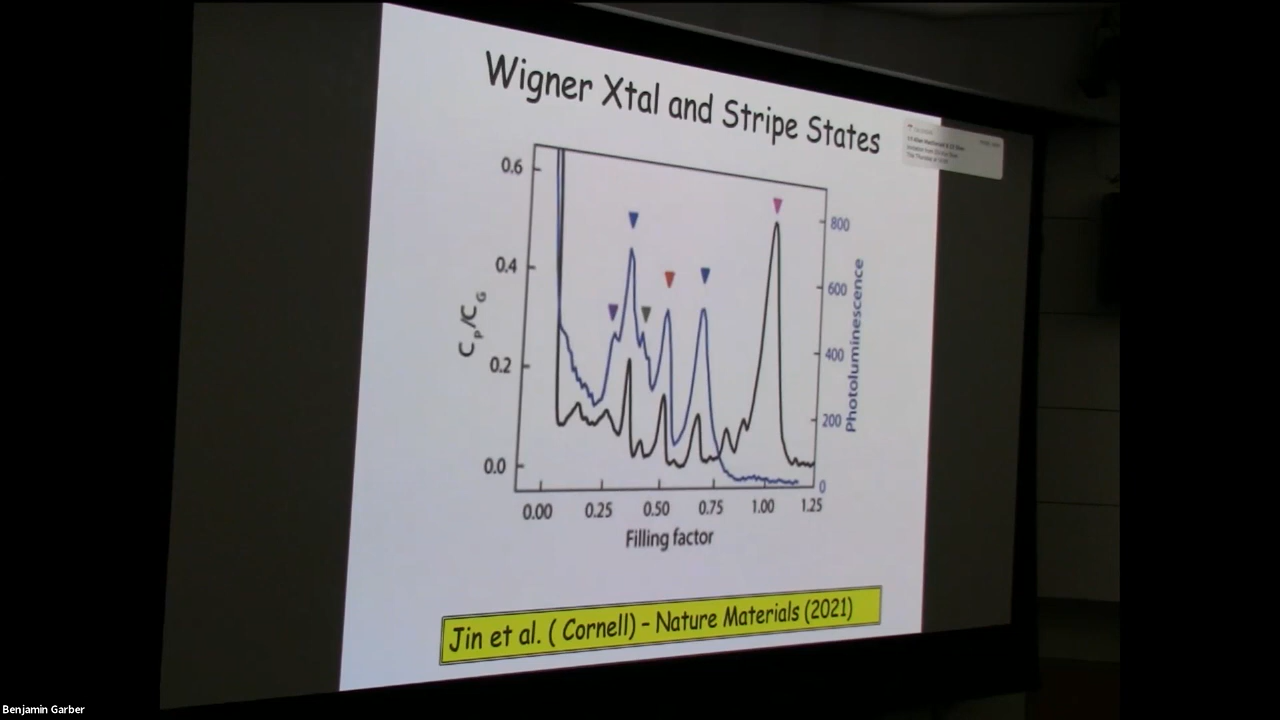 Wigner Xtal and Stripe States
0.6
0.4
0.2
0.0
C_P/C_G
800
600
400
200
0
Photoluminescence
0.00 0.25 0.50 0.75 1.00 1.25
Filling factor
Jin et al. ( Cornell) – Nature Materials (2021)
Benjamin Garber